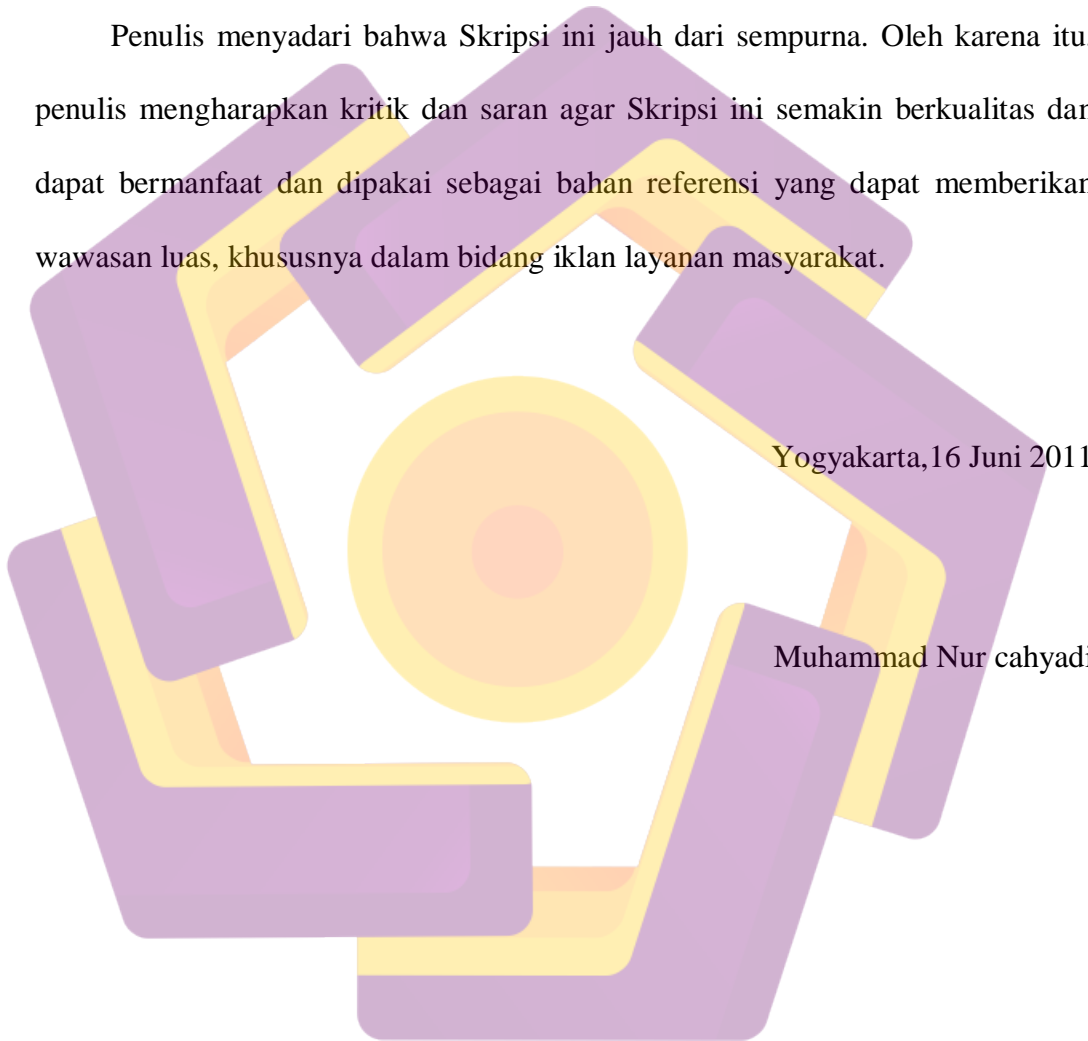 Penulis menyadari bahwa Skripsi ini jauh dari sempurna. Oleh karena itu,
penulis mengharapkan kritik dan saran agar Skripsi ini semakin berkualitas dan
dapat bermanfaat dan dipakai sebagai bahan referensi yang dapat memberikan
wawasan luas, khususnya dalam bidang iklan layanan masyarakat.
Yogyakarta,16 Juni 2011
Muhammad Nur cahyadi